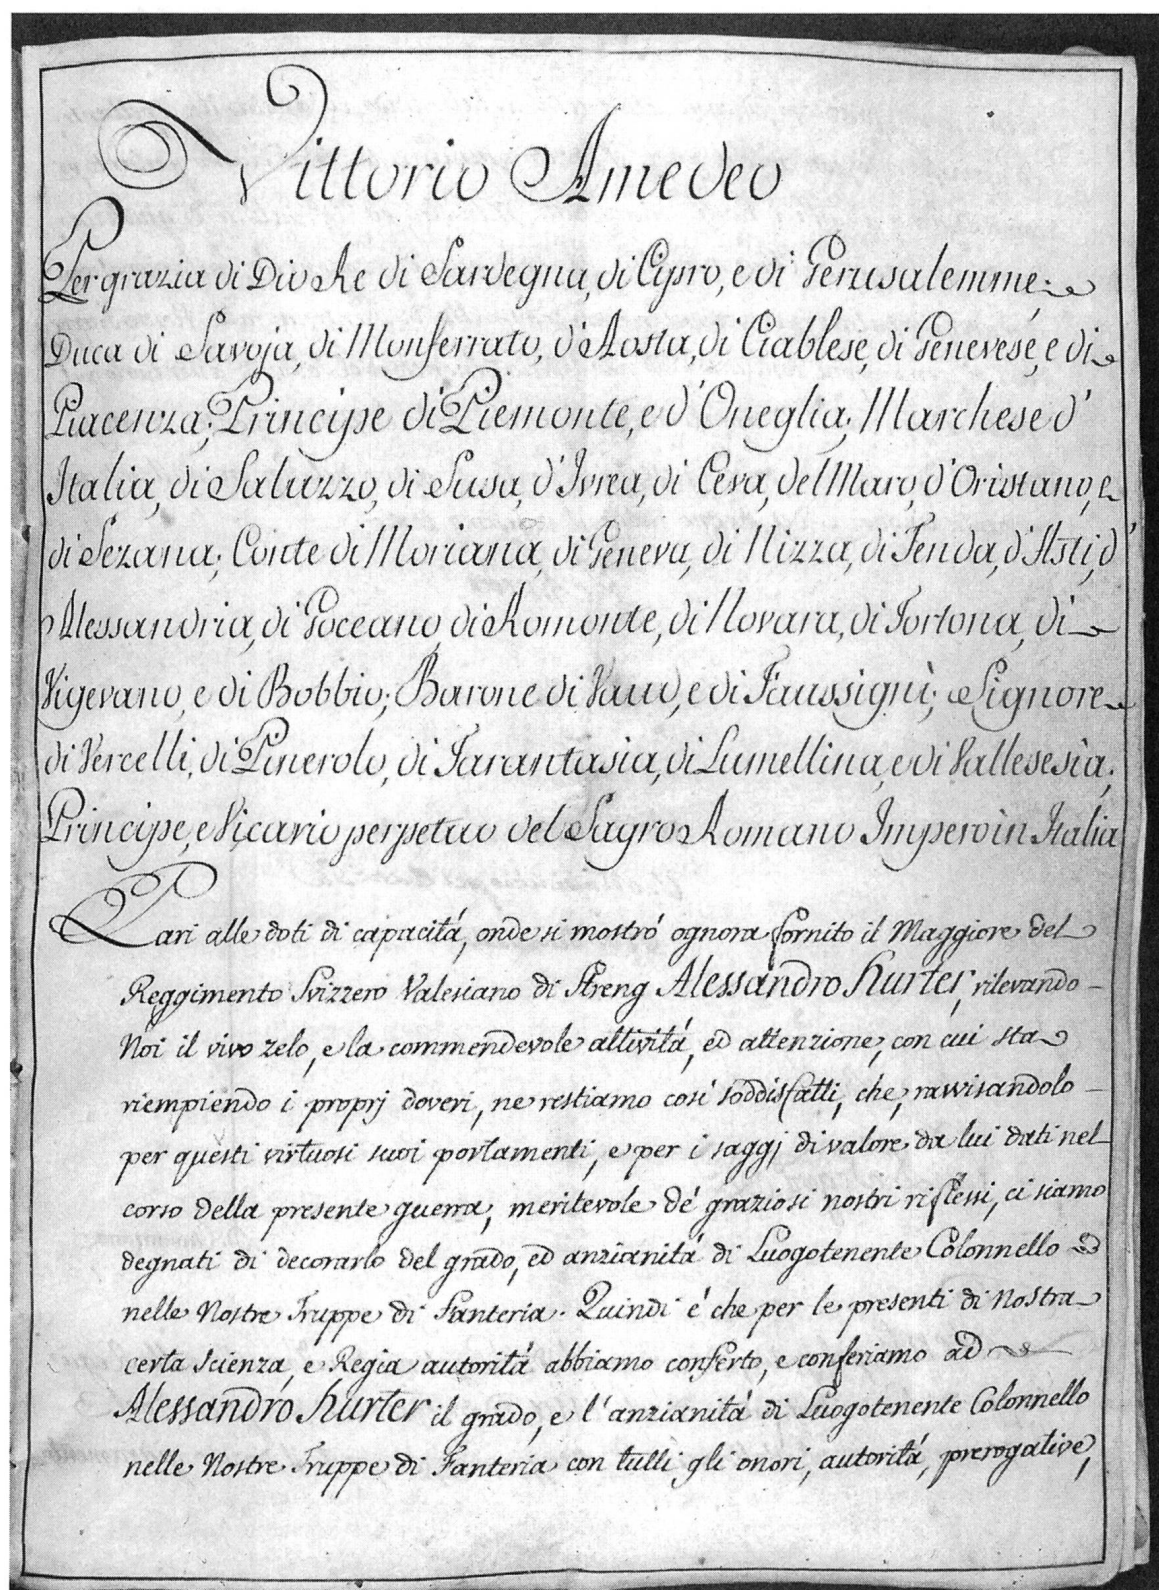 Vittorio Amedeo
Per grazia di Dio Re di Sardegna, di Cipro, e di Gerusalemme;
Duca di Savoja, di Monferrato, d'Aosta, di Ciablese, di Genevese, e di
Piacenza; Principe di Piemonte, e d'Oneglia; Marchese d'
Italia, di Saluzzo, di Susa, d'Ivrea, di Ceva, del Maro, d'Oristano, e
di Sezana; Conte di Moriana, di Geneva, di Nizza, di Tenda, d'Asti, d'
Alessandria, di Goceano, di Romonte, di Novara, di Tortona, di
Vigevano, e di Bobbio; Barone di Vaud, e di Faussignì; Signore
di Vercelli, di Pinerolo, di Tarantasia, di Lumellina, e di Vallesesia;
Principe, e Vicario perpetuo del Sagro Romano Impero in Italia
Pari alle doti di capacitá, onde si mostró ognora fornito il Maggiore del
Reggimento Svizzero Valesiano di Streng Alessandro Kurter, rilevando
Noi il vivo zelo, e la commendevole attivitá, ed attenzione, con cui sta
riempiendo i proprj doveri, ne restiamo cosí soddisfatti, che, ravvisandolo
per questi virtuosi suoi portamenti, e per i saggj di valore da lui dati nel
corso della presente guerra, meritevole de' graziosi nostri riflessi, ci siamo
degnati di decorarlo del grado, ed anzianitá di Luogotenente Colonnello
nelle Nostre Truppe di Fanteria. Quindi é che per le presenti di Nostra
certa scienza, e Regia autoritá abbiamo conferto, e conferiamo ad
Alessandro Kurter il grado, e l'anzianitá di Luogotenente Colonnello
nelle Nostre Truppe di Fanteria con tutti gli onori, autoritá, prerogative,